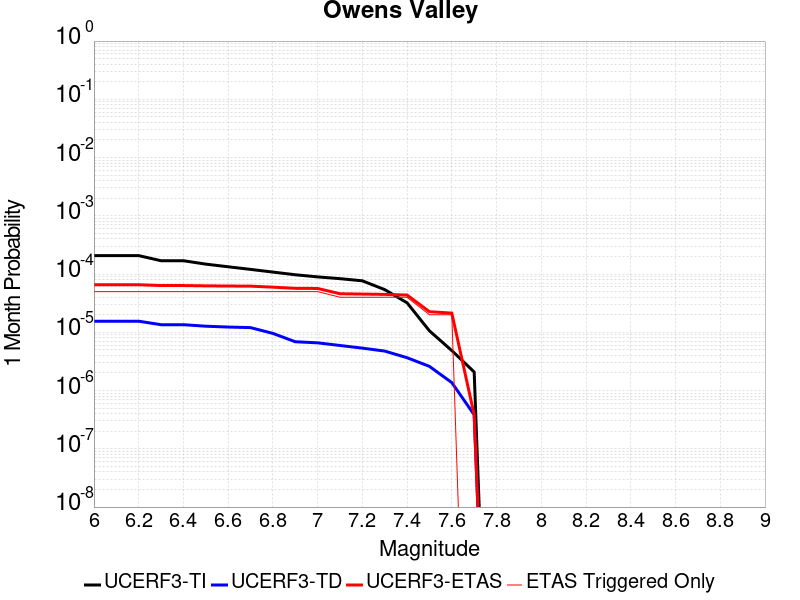 Owens Valley
10^0
10^-1
10^-2
10^-3
10^-4
10^-5
10^-6
10^-7
10^-8
1 Month Probability
6 6.2 6.4 6.6 6.8 7 7.2 7.4 7.6 7.8 8 8.2 8.4 8.6 8.8 9
Magnitude
UCERF3-TI UCERF3-TD UCERF3-ETAS ETAS Triggered Only